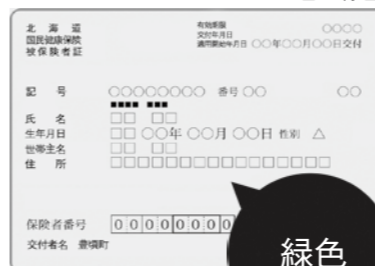 北海道
国民健康保険
被保険者証
有効期限 ○○○○
交付年月日
適用開始年月日 ○○年○○月○○日交付
記号 ○○○○○○○○ 番号○○ ○○
■■■■ ■■■
氏名 □□ □□
生年月日 □□ ○○年 ○○月 ○○日 性別 △
世帯主名 □□ □□
住所 □□□□□□□□□□□□□□□□
保険者番号 0 0 0 0 0 0 0
交付者名 豊頃町
緑色